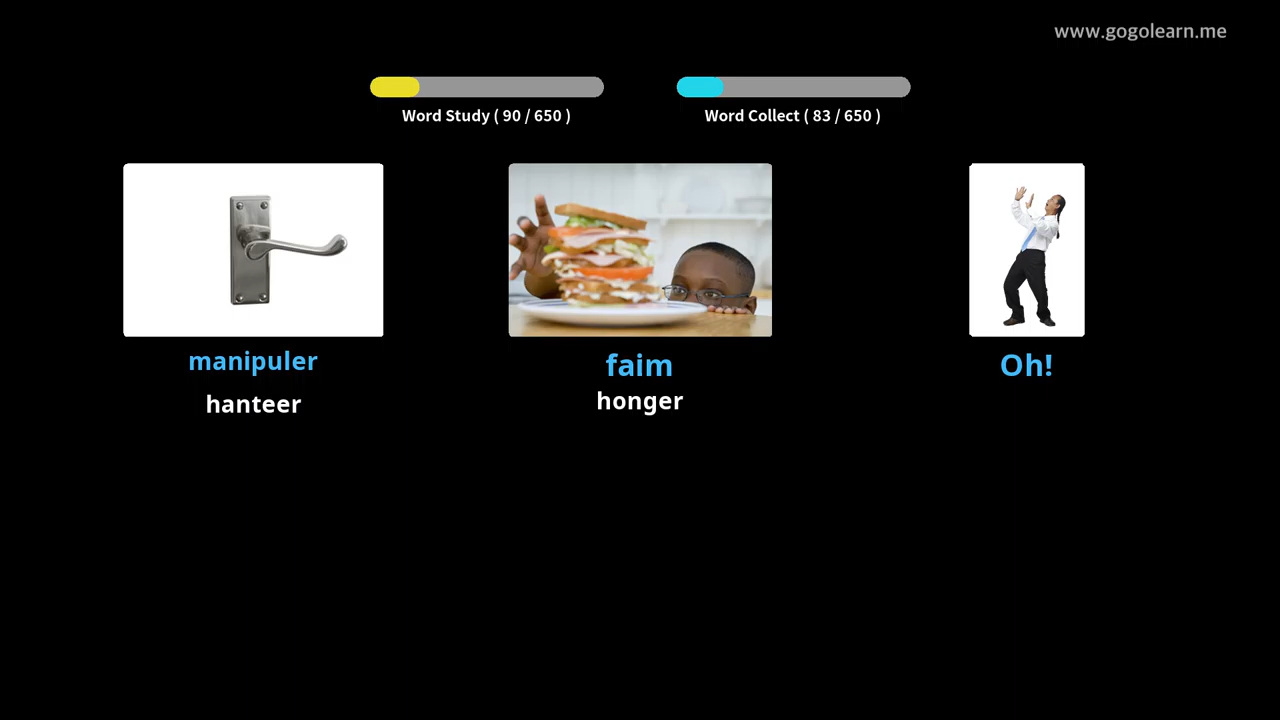 www.gogolearn.me
Word Study ( 90 / 650 )
Word Collect ( 83 / 650 )
manipuler
hanteer
faim
honger
Oh!